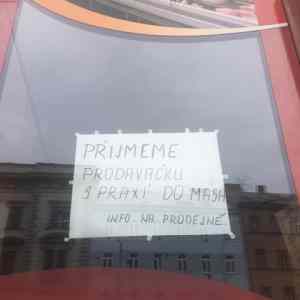 PŘIJMEME
PRODAVAČKU
S PRAXÍ DO MASA
INFO. NA PRODEJNĚ